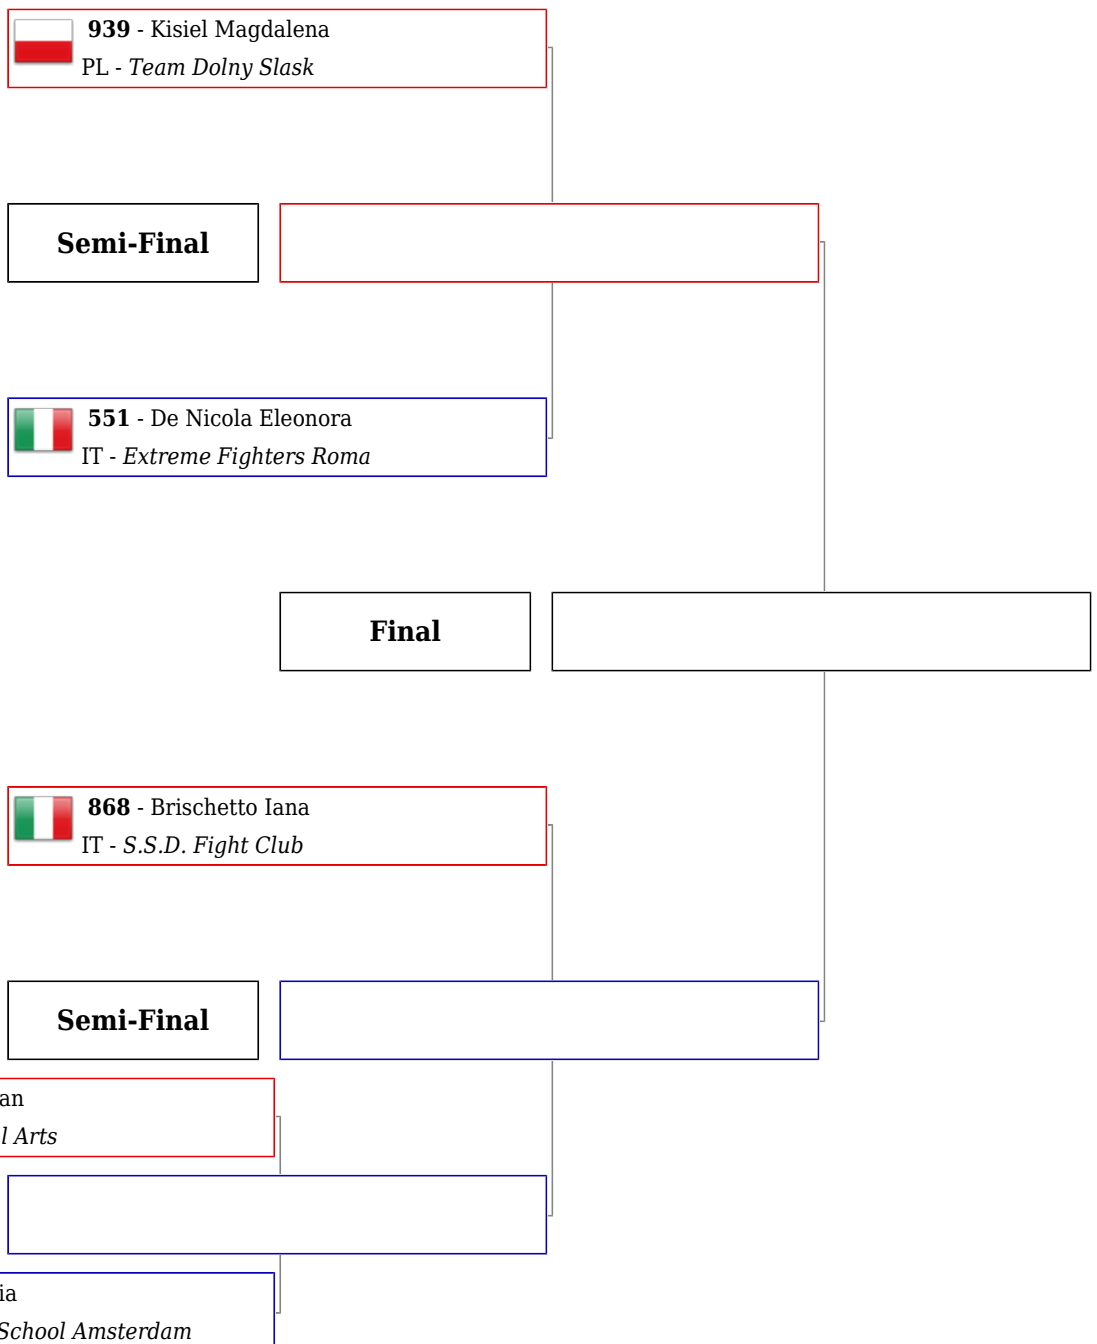 939 - Kisiel Magdalena
PL - Team Dolny Slask
Semi-Final
551 - De Nicola Eleonora
IT - Extreme Fighters Roma
Final
868 - Brischetto Iana
IT - S.S.D. Fight Club
Semi-Final
an
l Arts
ia
School Amsterdam